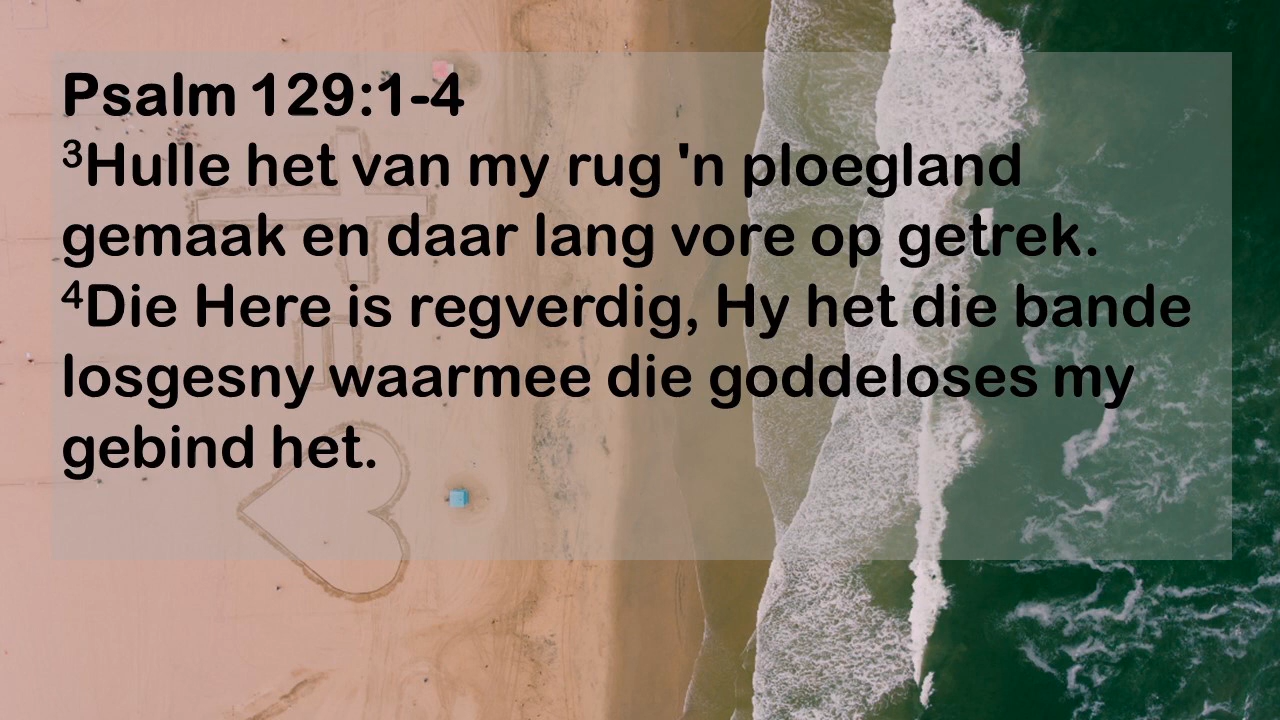 Psalm 129:1-4
³Hulle het van my rug 'n ploegland
gemaak en daar lang vore op getrek.
⁴Die Here is regverdig, Hy het die bande
losgesny waarmee die goddeloses my
gebind het.